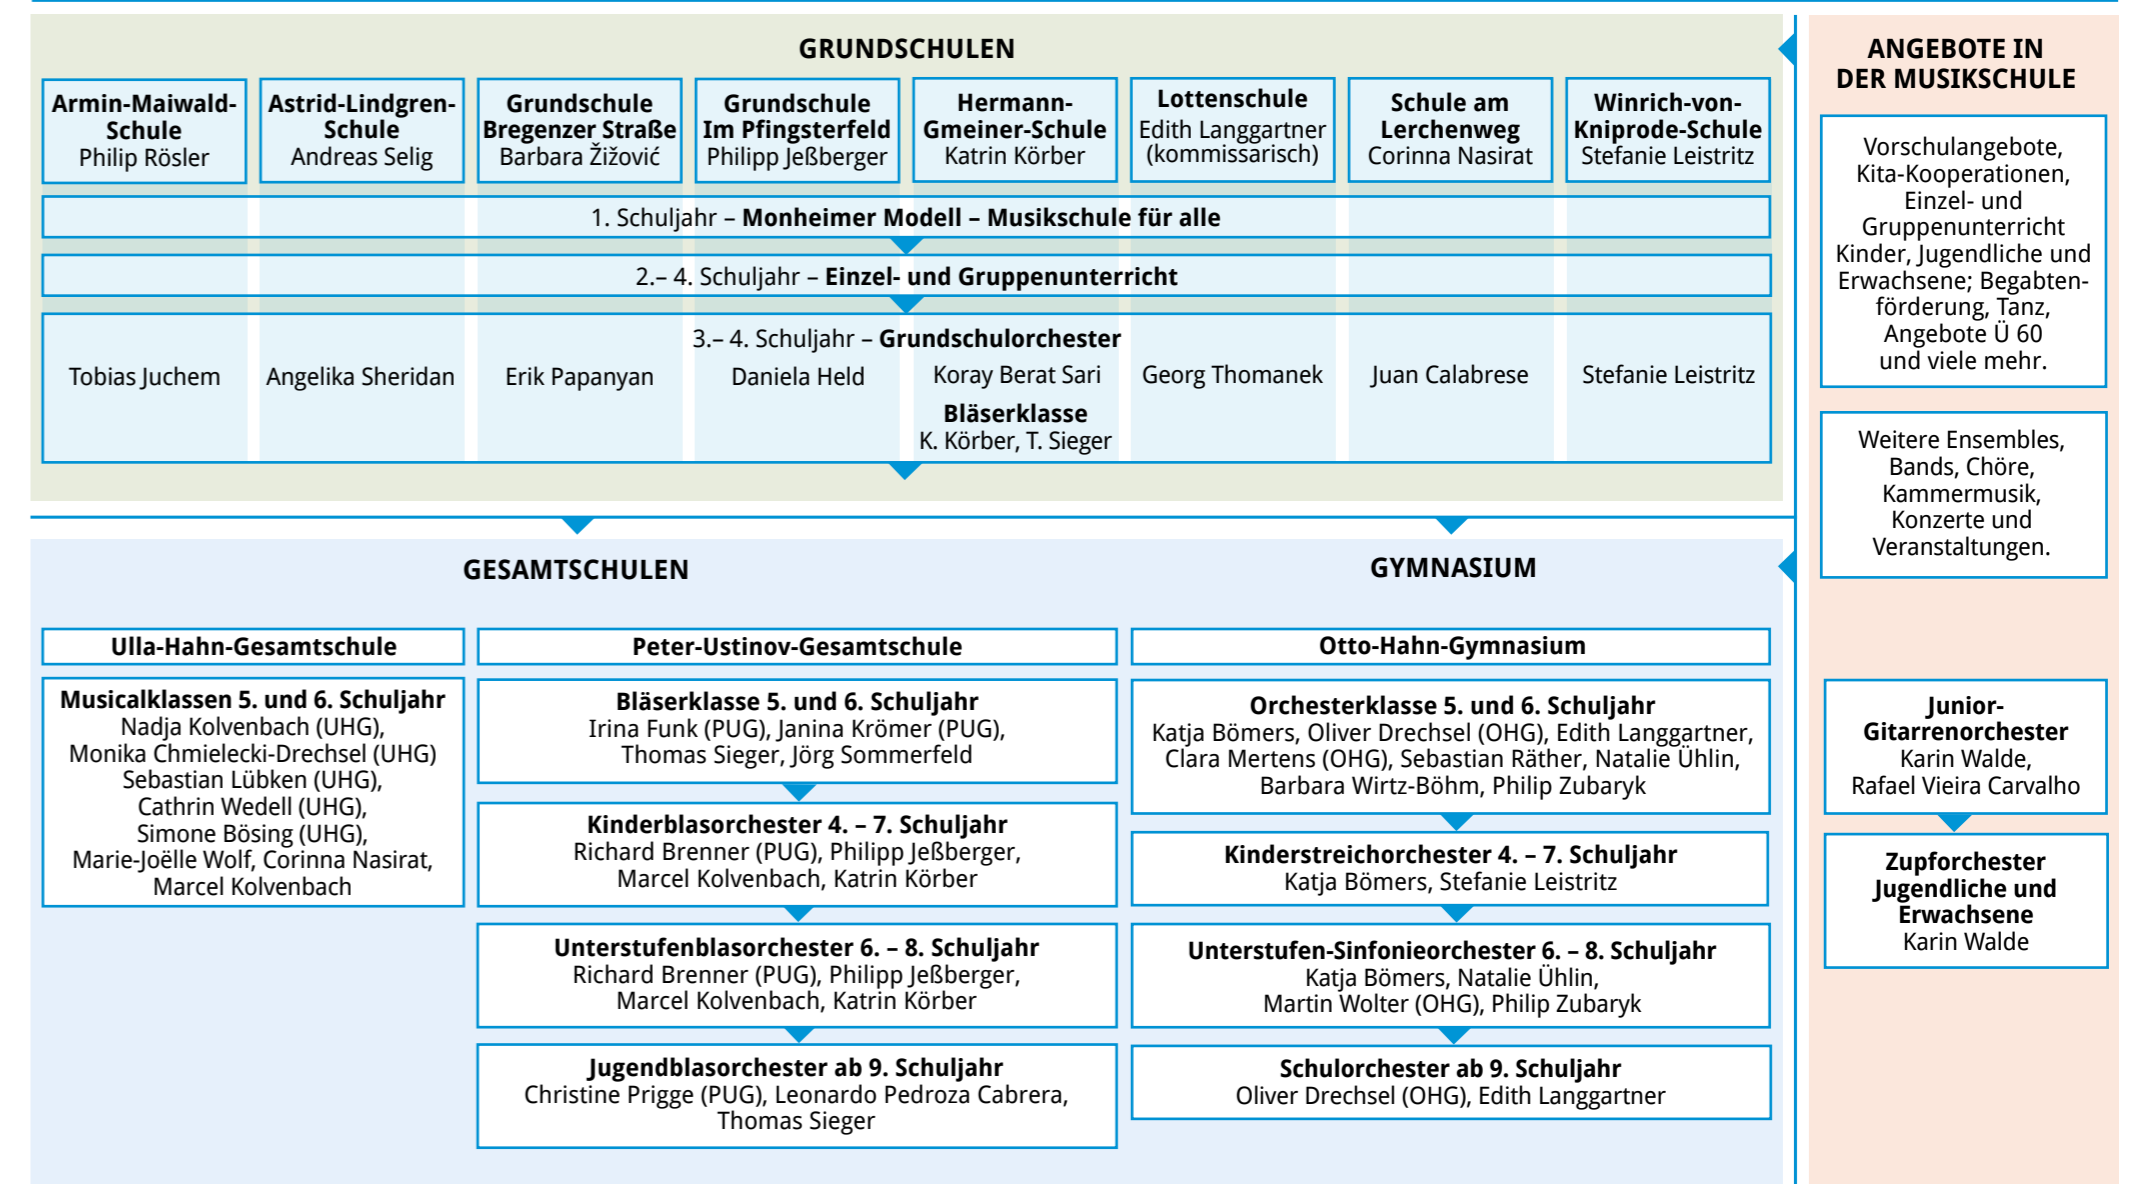 GRUNDSCHULEN
Armin-Maiwald-
Schule
Philip Rösler
Astrid-Lindgren-
Schule
Andreas Selig
Grundschule
Bregenzer Straße
Barbara Žižović
Grundschule
Im Pfingsterfeld
Philipp Jeßberger
Hermann-
Gmeiner-Schule
Katrin Körber
Lottenschule
Edith Langgartner
(kommissarisch)
Schule am
Lerchenweg
Corinna Nasirat
Winrich-von-
Kniprode-Schule
Stefanie Leistritz
1. Schuljahr – Monheimer Modell – Musikschule für alle
2.– 4. Schuljahr – Einzel- und Gruppenunterricht
3.– 4. Schuljahr – Grundschulorchester
Tobias Juchem
Angelika Sheridan
Erik Papanyan
Daniela Held
Koray Berat Sari
Bläserklasse
K. Körber, T. Sieger
Georg Thomanek
Juan Calabrese
Stefanie Leistritz
GESAMTSCHULEN
Ulla-Hahn-Gesamtschule
Musicalklassen 5. und 6. Schuljahr
Nadja Kolvenbach (UHG),
Monika Chmielecki-Drechsel (UHG)
Sebastian Lübken (UHG),
Cathrin Wedell (UHG),
Simone Bösing (UHG),
Marie-Joëlle Wolf, Corinna Nasirat,
Marcel Kolvenbach
Peter-Ustinov-Gesamtschule
Bläserklasse 5. und 6. Schuljahr
Irina Funk (PUG), Janina Krömer (PUG),
Thomas Sieger, Jörg Sommerfeld
Kinderblasorchester 4. – 7. Schuljahr
Richard Brenner (PUG), Philipp Jeßberger,
Marcel Kolvenbach, Katrin Körber
Unterstufenblasorchester 6. – 8. Schuljahr
Richard Brenner (PUG), Philipp Jeßberger,
Marcel Kolvenbach, Katrin Körber
Jugendblasorchester ab 9. Schuljahr
Christine Prigge (PUG), Leonardo Pedroza Cabrera,
Thomas Sieger
GYMNASIUM
Otto-Hahn-Gymnasium
Orchesterklasse 5. und 6. Schuljahr
Katja Bömers, Oliver Drechsel (OHG), Edith Langgartner,
Clara Mertens (OHG), Sebastian Räther, Natalie Ühlin,
Barbara Wirtz-Böhm, Philip Zubaryk
Kinderstreichorchester 4. – 7. Schuljahr
Katja Bömers, Stefanie Leistritz
Unterstufen-Sinfonieorchester 6. – 8. Schuljahr
Katja Bömers, Natalie Ühlin,
Martin Wolter (OHG), Philip Zubaryk
Schulorchester ab 9. Schuljahr
Oliver Drechsel (OHG), Edith Langgartner
ANGEBOTE IN
DER MUSIKSCHULE
Vorschulangebote,
Kita-Kooperationen,
Einzel- und
Gruppenunterricht
Kinder, Jugendliche und
Erwachsene; Begabten-
förderung, Tanz,
Angebote Ü 60
und viele mehr.
Weitere Ensembles,
Bands, Chöre,
Kammermusik,
Konzerte und
Veranstaltungen.
Junior-
Gitarrenorchester
Karin Walde,
Rafael Vieira Carvalho
Zupforchester
Jugendliche und
Erwachsene
Karin Walde